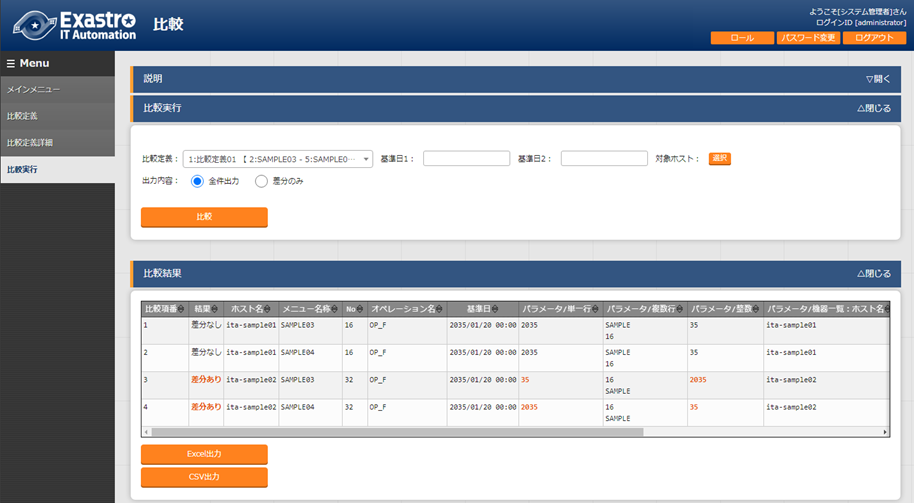 Exastro
IT Automation
比較
ようこそ[システム管理者]さん
ログインID [administrator]
ロール
パスワード変更
ログアウト
☰ Menu
メインメニュー
比較定義
比較定義詳細
比較実行
説明
▽開く
比較実行
△閉じる
比較定義： 1:比較定義01 【 2:SAMPLE03 - 5:SAMPLE0… 基準日1： 基準日2： 対象ホスト： 選択
出力内容： 全件出力 差分のみ
比較
比較結果
△閉じる
比較項番 結果 ホスト名 メニュー名称 No オペレーション名 基準日 パラメータ/単一行 パラメータ/複数行 パラメータ/整数 パラメータ/機器一覧：ホスト名
1 差分なし ita-sample01 SAMPLE03 16 OP_F 2035/01/20 00:00 2035 SAMPLE 35 ita-sample01
16
2 差分なし ita-sample01 SAMPLE04 16 OP_F 2035/01/20 00:00 2035 SAMPLE 35 ita-sample01
16
3 差分あり ita-sample02 SAMPLE03 32 OP_F 2035/01/20 00:00 35 16 2035 ita-sample02
SAMPLE
4 差分あり ita-sample02 SAMPLE04 32 OP_F 2035/01/20 00:00 2035 16 35 ita-sample02
SAMPLE
Excel出力
CSV出力